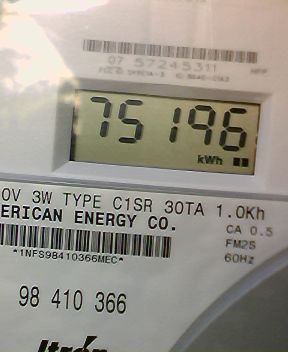 07 57245311
75196
kWh
0V 3W TYPE C1SR 30TA 1.0Kh
ERICAN ENERGY CO.
CA 0.5
FM2S
60Hz
*1NFS98410366MEC*
98 410 366
Itron